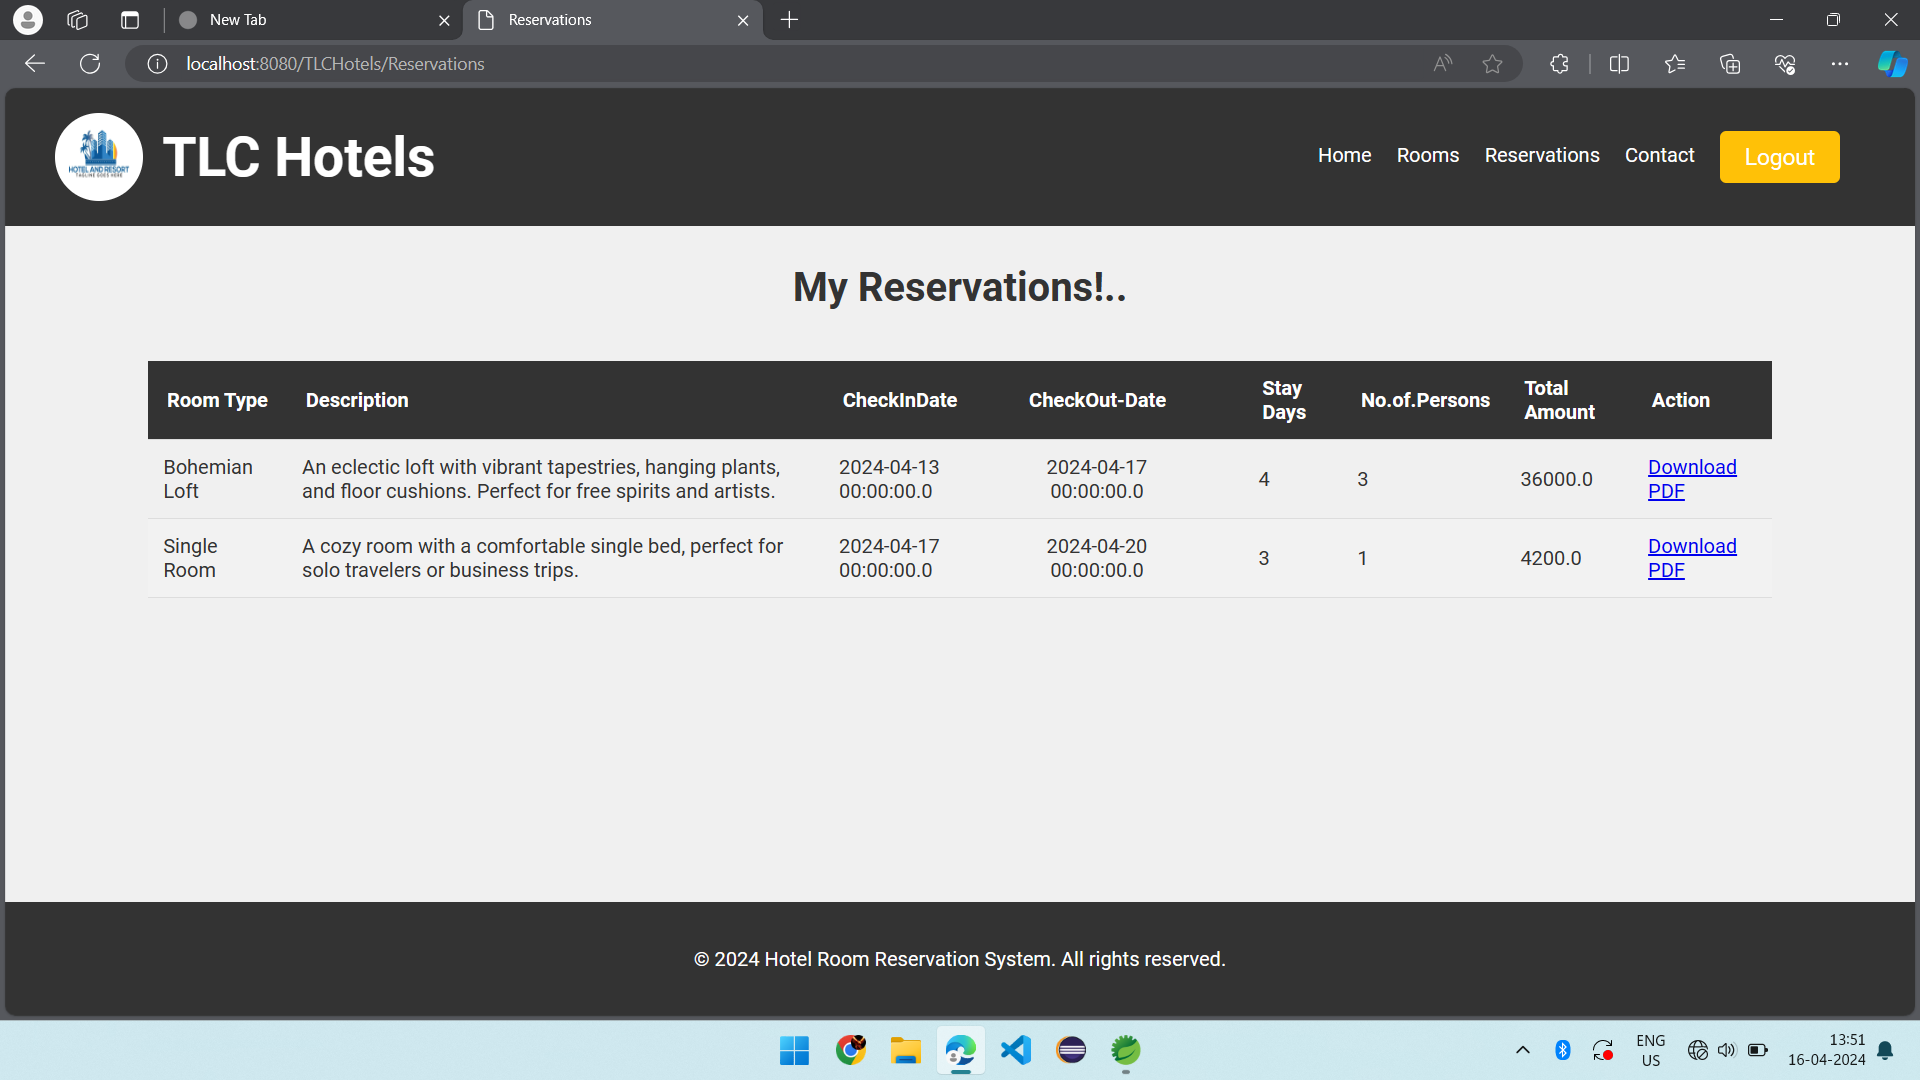 New Tab
Reservations
localhost:8080/TLCHotels/Reservations
HOTEL AND RESORT
TAGLINE GOES HERE
TLC Hotels
Home Rooms Reservations Contact Logout
My Reservations!..
Room Type Description CheckInDate CheckOut-Date Stay Days No.of.Persons Total Amount Action
Bohemian An eclectic loft with vibrant tapestries, hanging plants, 2024-04-13 2024-04-17 4 3 36000.0 Download
Loft and floor cushions. Perfect for free spirits and artists. 00:00:00.0 00:00:00.0 PDF
Single A cozy room with a comfortable single bed, perfect for 2024-04-17 2024-04-20 3 1 4200.0 Download
Room solo travelers or business trips. 00:00:00.0 00:00:00.0 PDF
© 2024 Hotel Room Reservation System. All rights reserved.
ENG 13:51
US 16-04-2024